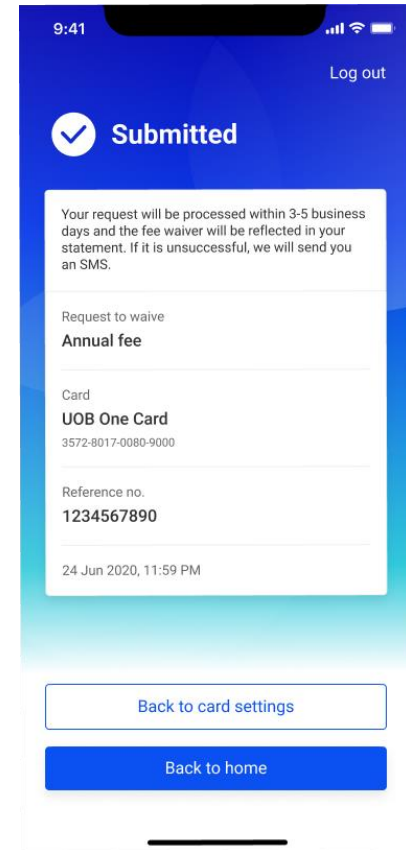 9:41
Log out
Submitted
Your request will be processed within 3-5 business
days and the fee waiver will be reflected in your
statement. If it is unsuccessful, we will send you
an SMS.
Request to waive
Annual fee
Card
UOB One Card
3572-8017-0080-9000
Reference no.
1234567890
24 Jun 2020, 11:59 PM
Back to card settings
Back to home